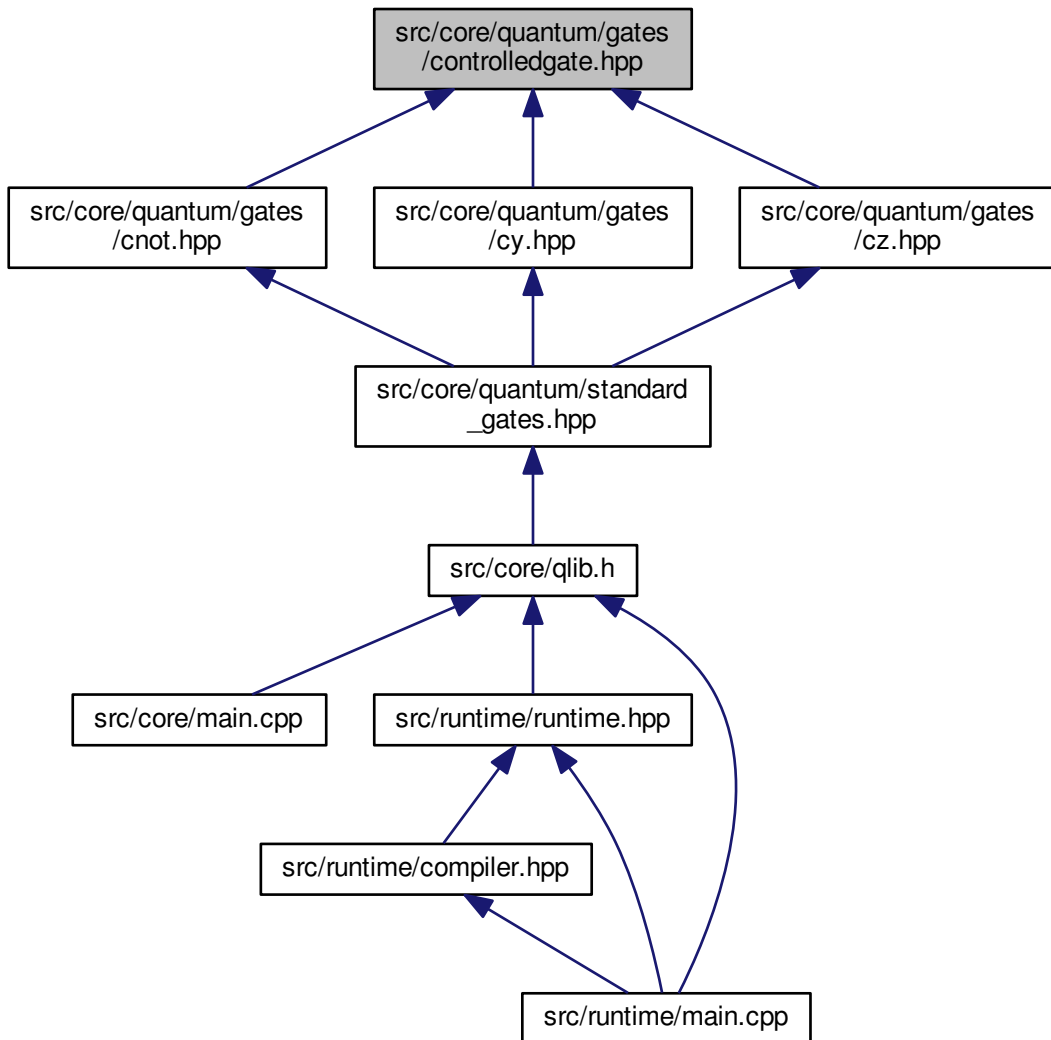 src/core/quantum/gates
/controlledgate.hpp
src/core/quantum/gates
/cnot.hpp
src/core/quantum/gates
/cy.hpp
src/core/quantum/gates
/cz.hpp
src/core/quantum/standard
_gates.hpp
src/core/qlib.h
src/core/main.cpp
src/runtime/runtime.hpp
src/runtime/compiler.hpp
src/runtime/main.cpp